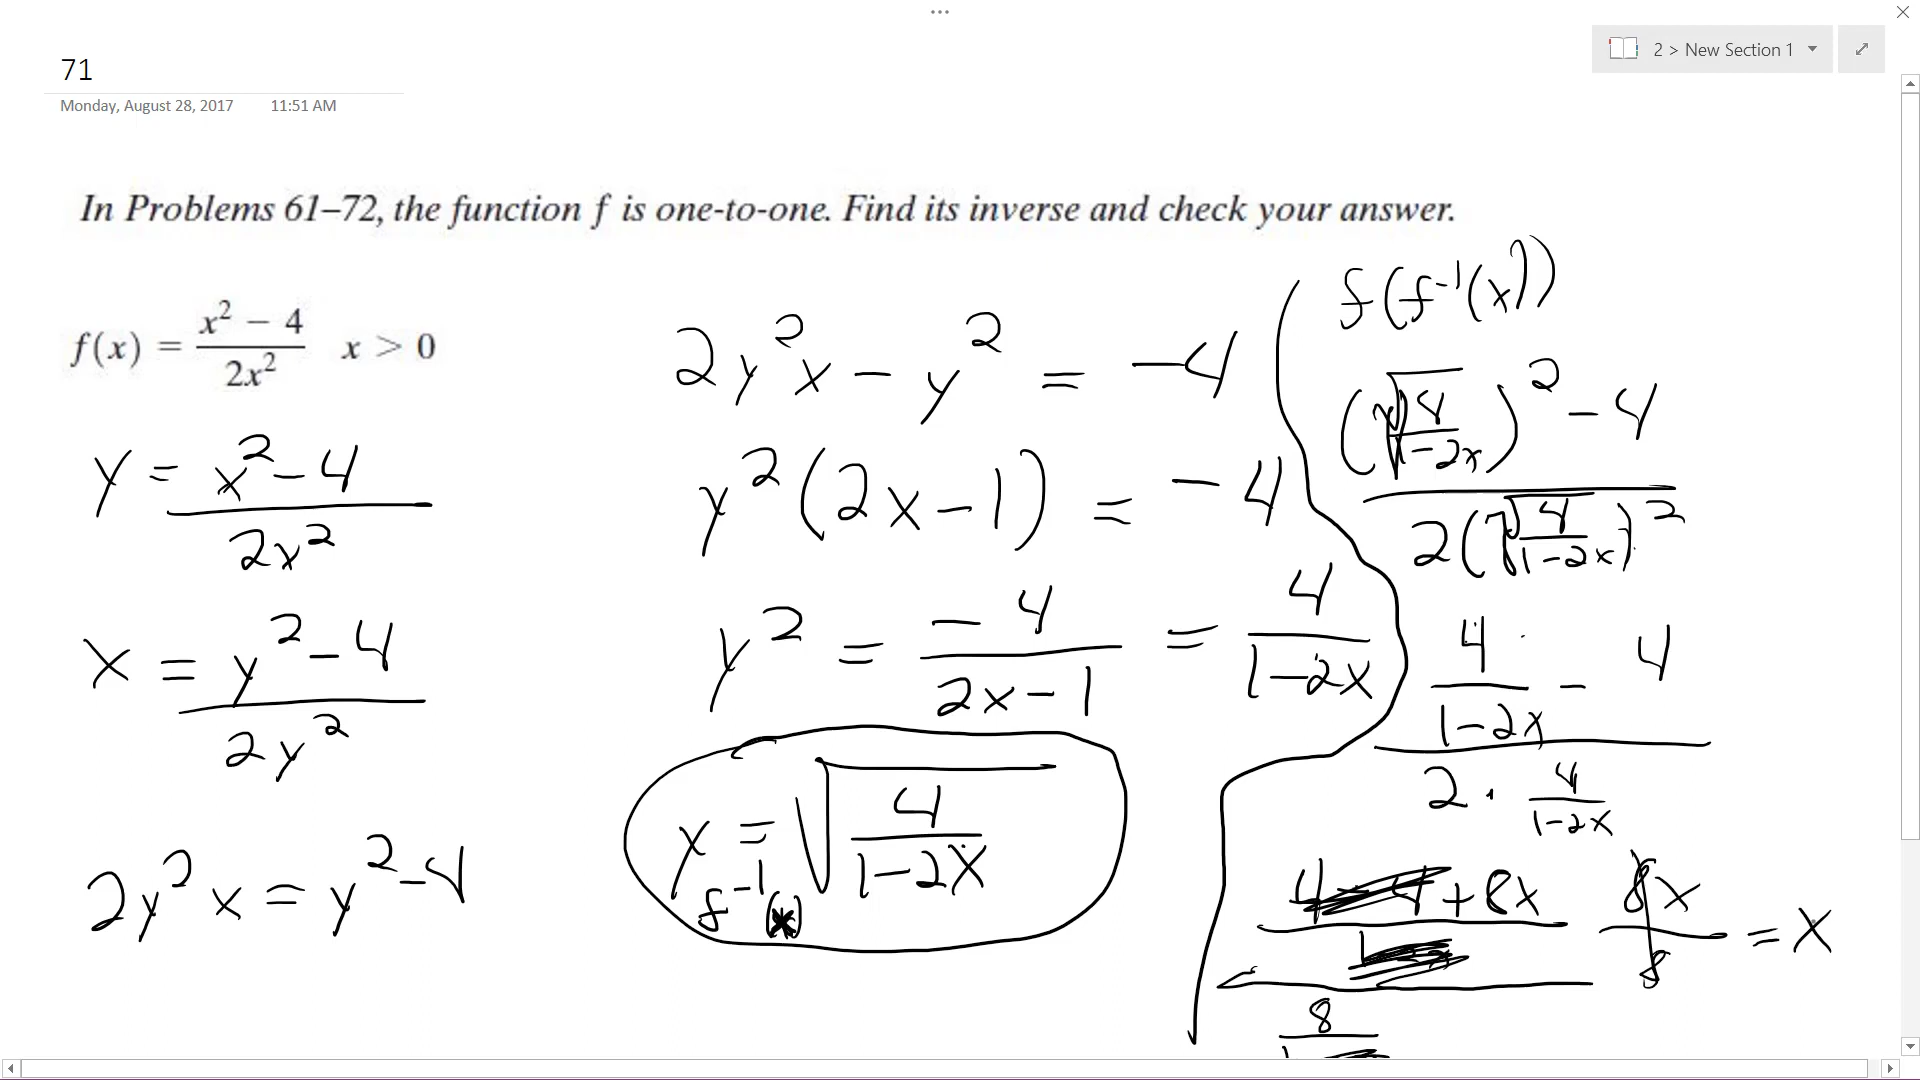 2 > New Section 1
71
Monday, August 28, 2017 11:51 AM
In Problems 61–72, the function f is one-to-one. Find its inverse and check your answer.
f(x) = (x² − 4)/(2x²) x > 0
y = (x² − 4)/(2x²)
x = (y² − 4)/(2y²)
2y²x = y² − 4
2y²x − y² = −4
y²(2x − 1) = −4
y² = −4/(2x − 1) = 4/(1 − 2x)
y = √(4/(1 − 2x))
f⁻¹(x)
f(f⁻¹(x))
((√(4/(1 − 2x)))² − 4)/(2(√(4/(1 − 2x)))²)
(4/(1 − 2x) − 4)/(2 · 4/(1 − 2x))
4 − 4 + 8x
8
8x/8 = x